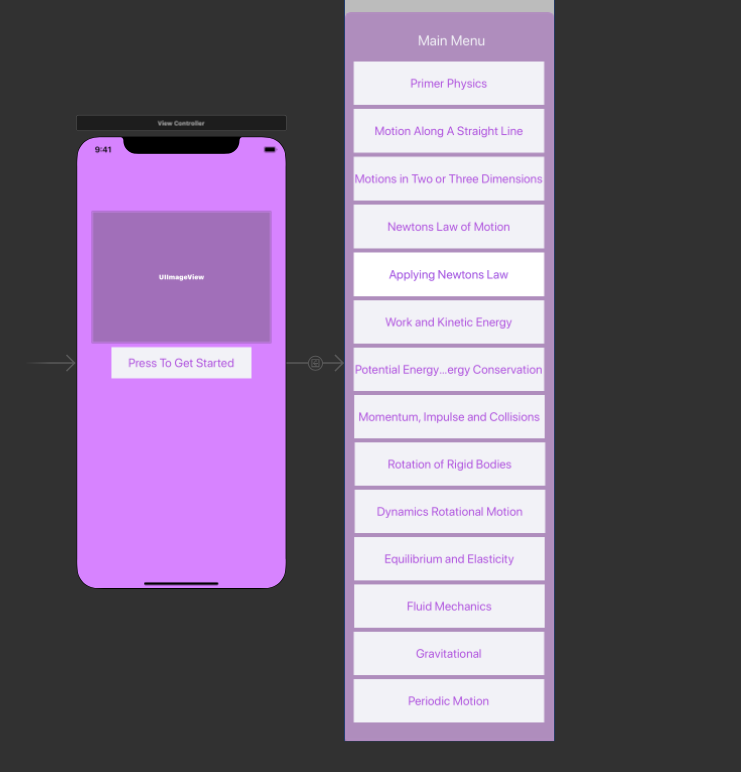 View Controller
9:41
UIImageView
Press To Get Started
Main Menu
Primer Physics
Motion Along A Straight Line
Motions in Two or Three Dimensions
Newtons Law of Motion
Applying Newtons Law
Work and Kinetic Energy
Potential Energy...ergy Conservation
Momentum, Impulse and Collisions
Rotation of Rigid Bodies
Dynamics Rotational Motion
Equilibrium and Elasticity
Fluid Mechanics
Gravitational
Periodic Motion